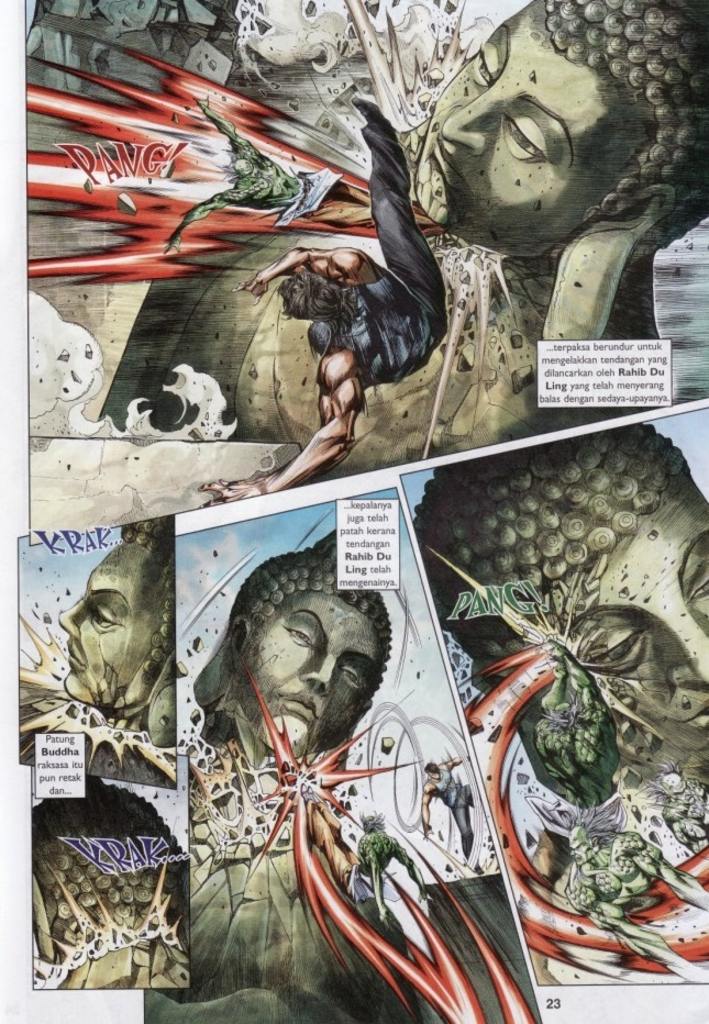 PANG!
...terpaksa berundur untuk
mengelakkan tendangan yang
dilancarkan oleh Rahib Du
Ling yang telah menyerang
balas dengan sedaya-upayanya.
KRAK...
Patung
Buddha
raksasa itu
pun retak
dan...
KRAK...
...kepalanya
juga telah
patah kerana
tendangan
Rahib Du
Ling telah
mengenainya.
PANG!
23